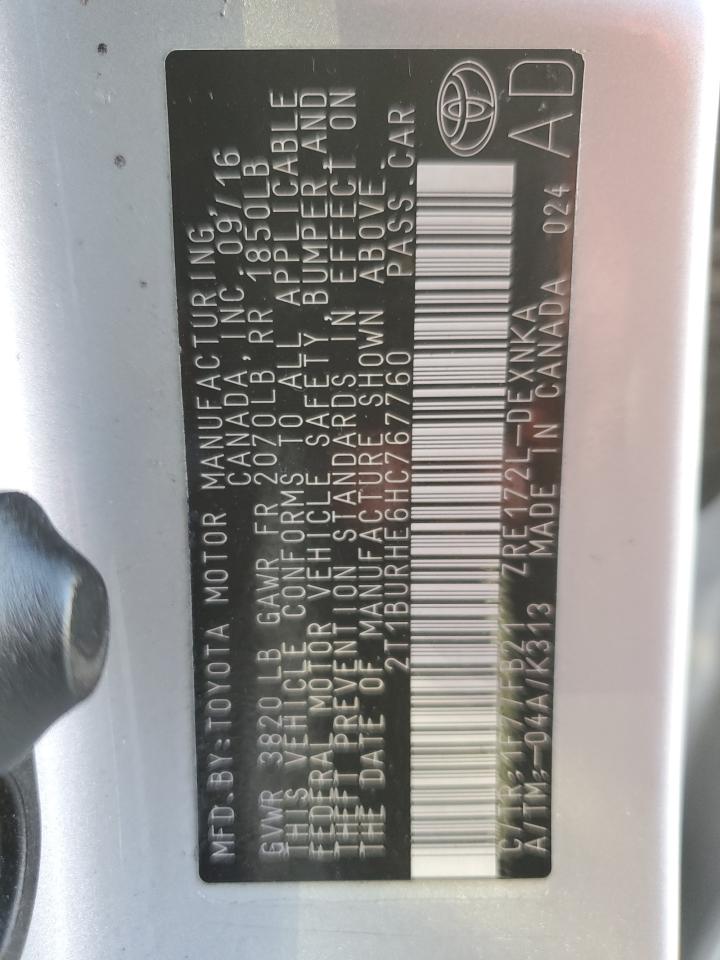 MFD.BY:TOYOTA MOTOR MANUFACTURING
CANADA, INC 09/16
GVWR 3820LB GAWR FR 2070LB, RR 1850LB
THIS VEHICLE CONFORMS TO ALL APPLICABLE
FEDERAL MOTOR VEHICLE SAFETY, BUMPER AND
THEFT PREVENTION STANDARDS IN EFFECT ON
THE DATE OF MANUFACTURE SHOWN ABOVE
2T1BURHE6HC767760 PASS.CAR
C/TR:1F7/FB21 ZRE172L-DEXNKA
A/TM:-04A/K313 MADE IN CANADA 024
AD